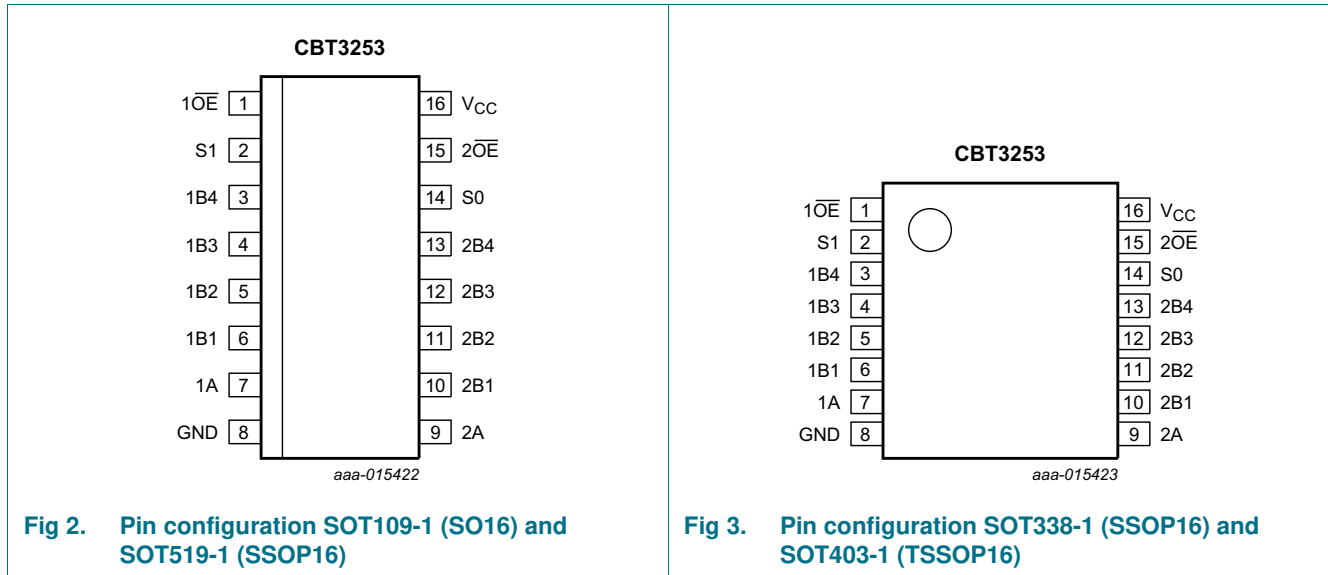 CBT3253
1OE 1 16 VCC
S1 2 15 2OE
1B4 3 14 S0
1B3 4 13 2B4
1B2 5 12 2B3
1B1 6 11 2B2
1A 7 10 2B1
GND 8 9 2A
aaa-015422
Fig 2. Pin configuration SOT109-1 (SO16) and
SOT519-1 (SSOP16)
CBT3253
1OE 1 16 VCC
S1 2 15 2OE
1B4 3 14 S0
1B3 4 13 2B4
1B2 5 12 2B3
1B1 6 11 2B2
1A 7 10 2B1
GND 8 9 2A
aaa-015423
Fig 3. Pin configuration SOT338-1 (SSOP16) and
SOT403-1 (TSSOP16)